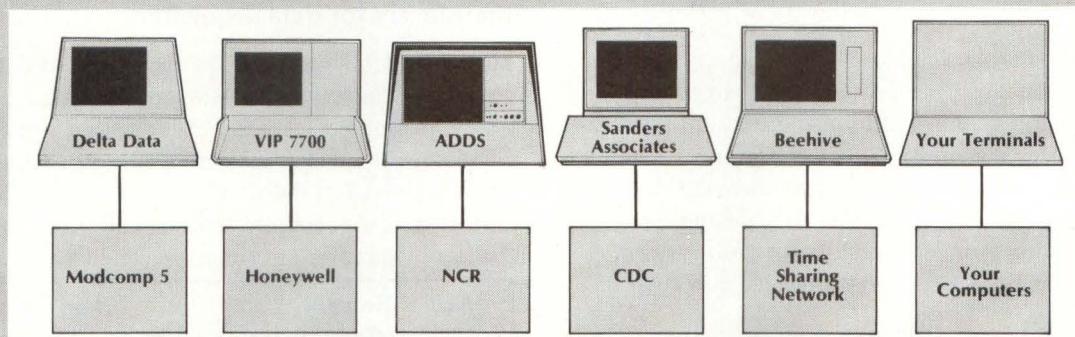 Delta Data
VIP 7700
ADDS
Sanders
Associates
Beehive
Your Terminals
Modcomp 5
Honeywell
NCR
CDC
Time
Sharing
Network
Your
Computers